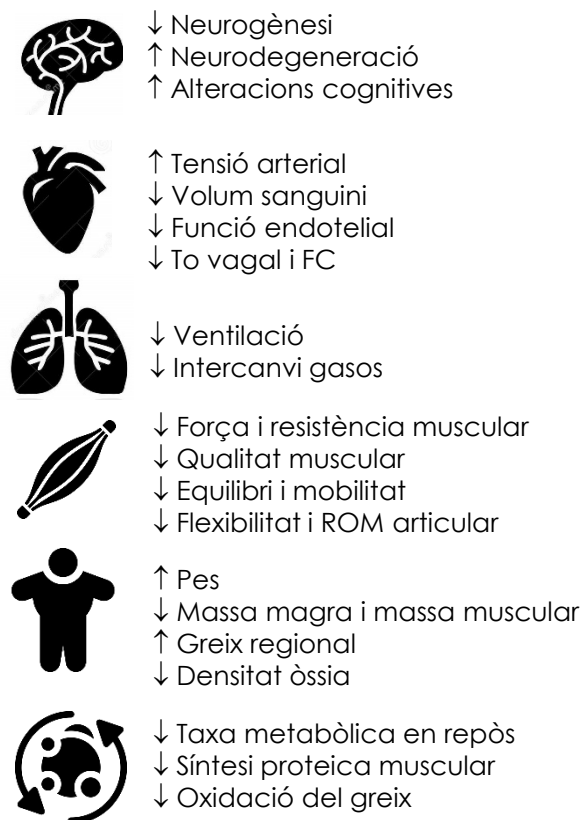 ↓ Neurogènesi
↑ Neurodegeneració
↑ Alteracions cognitives
↑ Tensió arterial
↓ Volum sanguini
↓ Funció endotelial
↓ To vagal i FC
↓ Ventilació
↓ Intercanvi gasos
↓ Força i resistència muscular
↓ Qualitat muscular
↓ Equilibri i mobilitat
↓ Flexibilitat i ROM articular
↑ Pes
↓ Massa magra i massa muscular
↑ Greix regional
↓ Densitat òssia
↓ Taxa metabòlica en repòs
↓ Síntesi proteica muscular
↓ Oxidació del greix